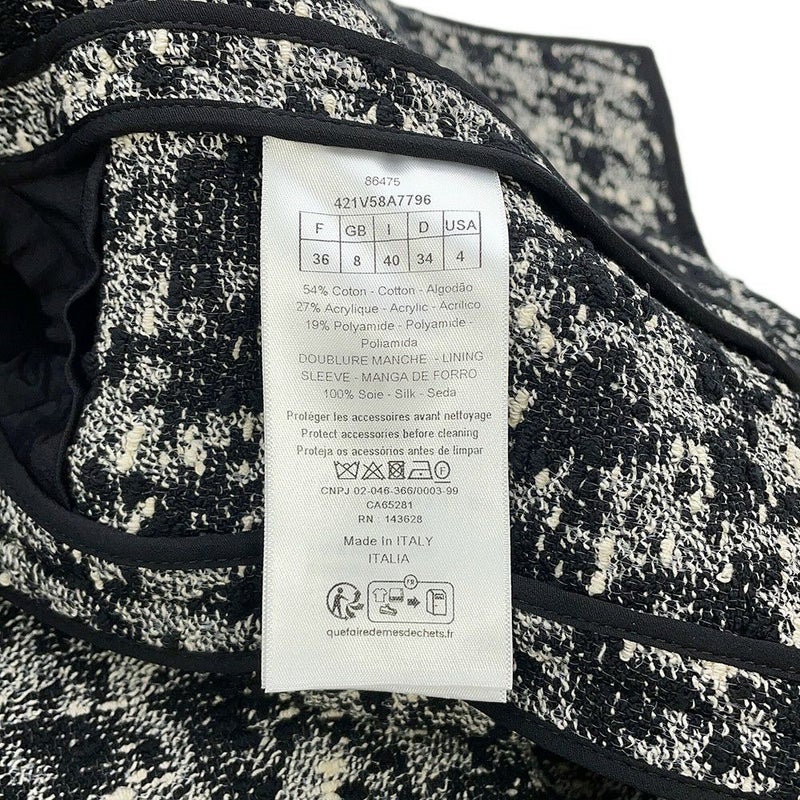 86475
421V58A7796
F GB I D USA
36 8 40 34 4
54% Coton - Cotton - Algodão
27% Acrylique - Acrylic - Acrílico
19% Polyamide - Polyamide -
Poliamida
DOUBLURE MANCHE - LINING
SLEEVE - MANGA DE FORRO
100% Soie - Silk - Seda
Protéger les accessoires avant nettoyage
Protect accessories before cleaning
Proteja os acessórios antes de limpar
F
CNPJ 02-046-366/0003-99
CA65281
RN : 143628
Made In ITALY
ITALIA
FR
quefairedemesdechets.fr